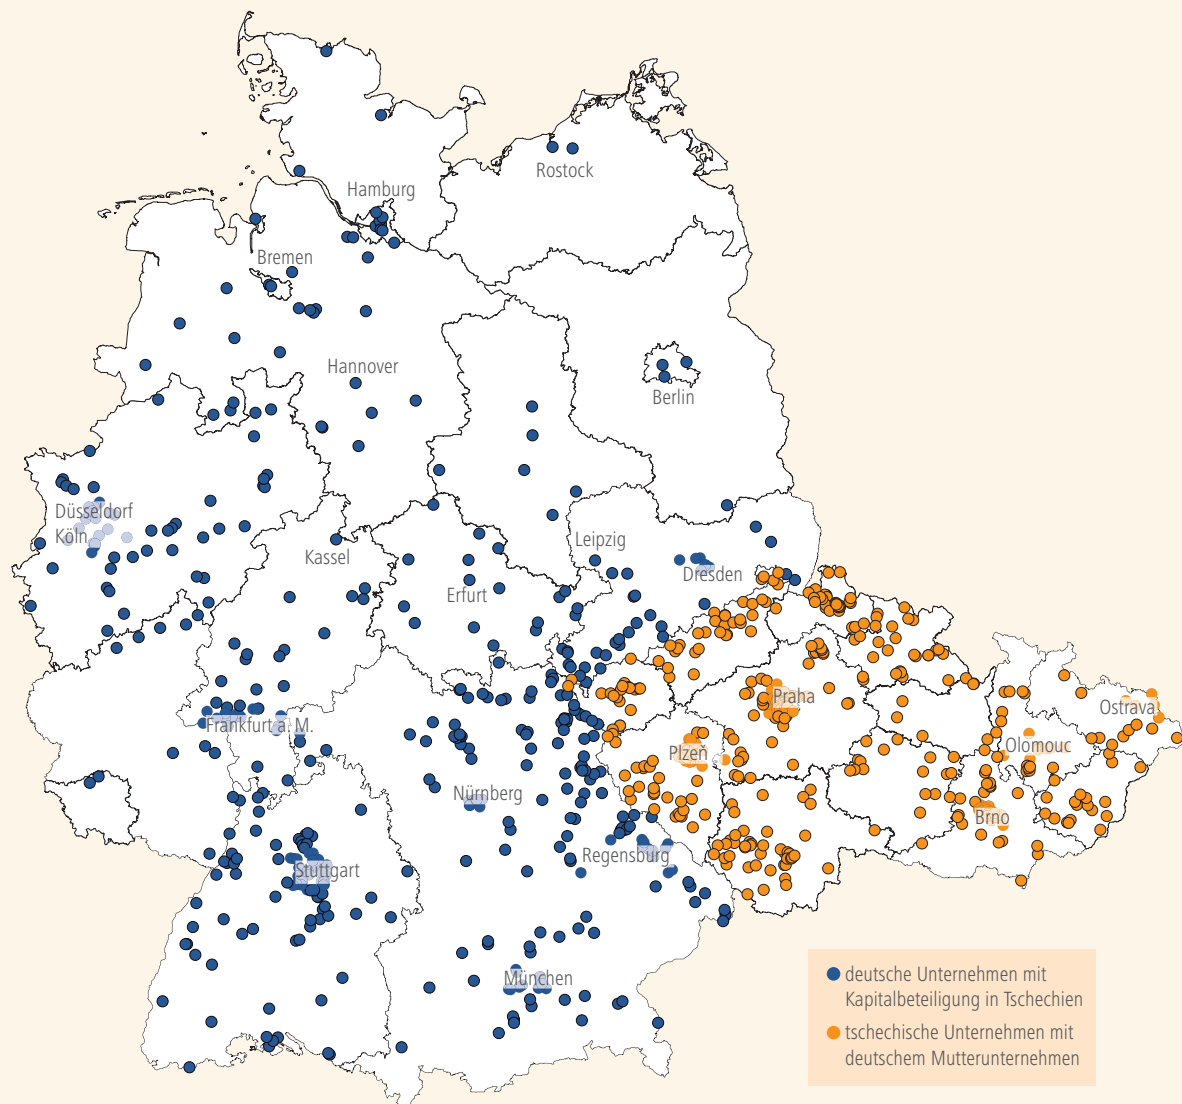 Rostock
Hamburg
Bremen
Hannover
Berlin
Düsseldorf
Köln
Leipzig
Kassel
Dresden
Erfurt
Praha
Ostrava
Frankfurt a. M.
Olomouc
Plzeň
Nürnberg
Brno
Regensburg
Stuttgart
München
deutsche Unternehmen mit
Kapitalbeteiligung in Tschechien
tschechische Unternehmen mit
deutschem Mutterunternehmen